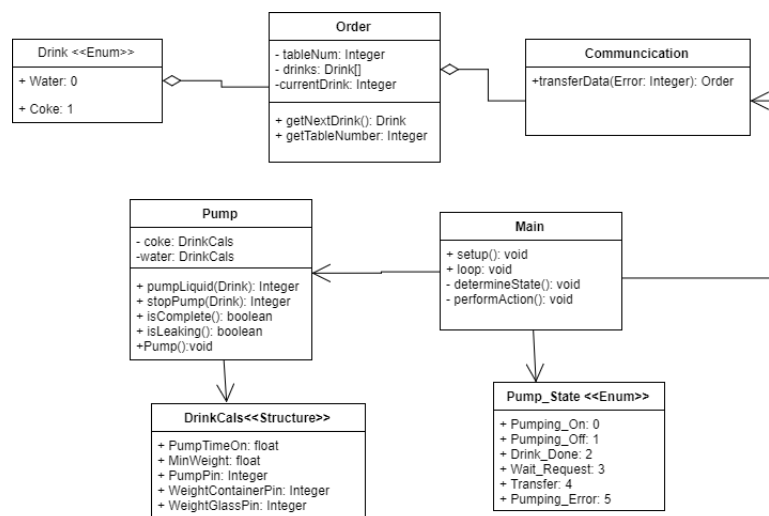 Drink <<Enum>>
+ Water: 0
+ Coke: 1
Order
- tableNum: Integer
- drinks: Drink[]
-currentDrink: Integer
+ getNextDrink(): Drink
+ getTableNumber: Integer
Communcication
+transferData(Error: Integer): Order
Pump
- coke: DrinkCals
-water: DrinkCals
+ pumpLiquid(Drink): Integer
+ stopPump(Drink): Integer
+ isComplete(): boolean
+ isLeaking(): boolean
+Pump():void
Main
+ setup(): void
+ loop: void
- determineState(): void
- performAction(): void
DrinkCals<<Structure>>
+ PumpTimeOn: float
+ MinWeight: float
+ PumpPin: Integer
+ WeightContainerPin: Integer
+ WeightGlassPin: Integer
Pump_State <<Enum>>
+ Pumping_On: 0
+ Pumping_Off: 1
+ Drink_Done: 2
+ Wait_Request: 3
+ Transfer: 4
+ Pumping_Error: 5